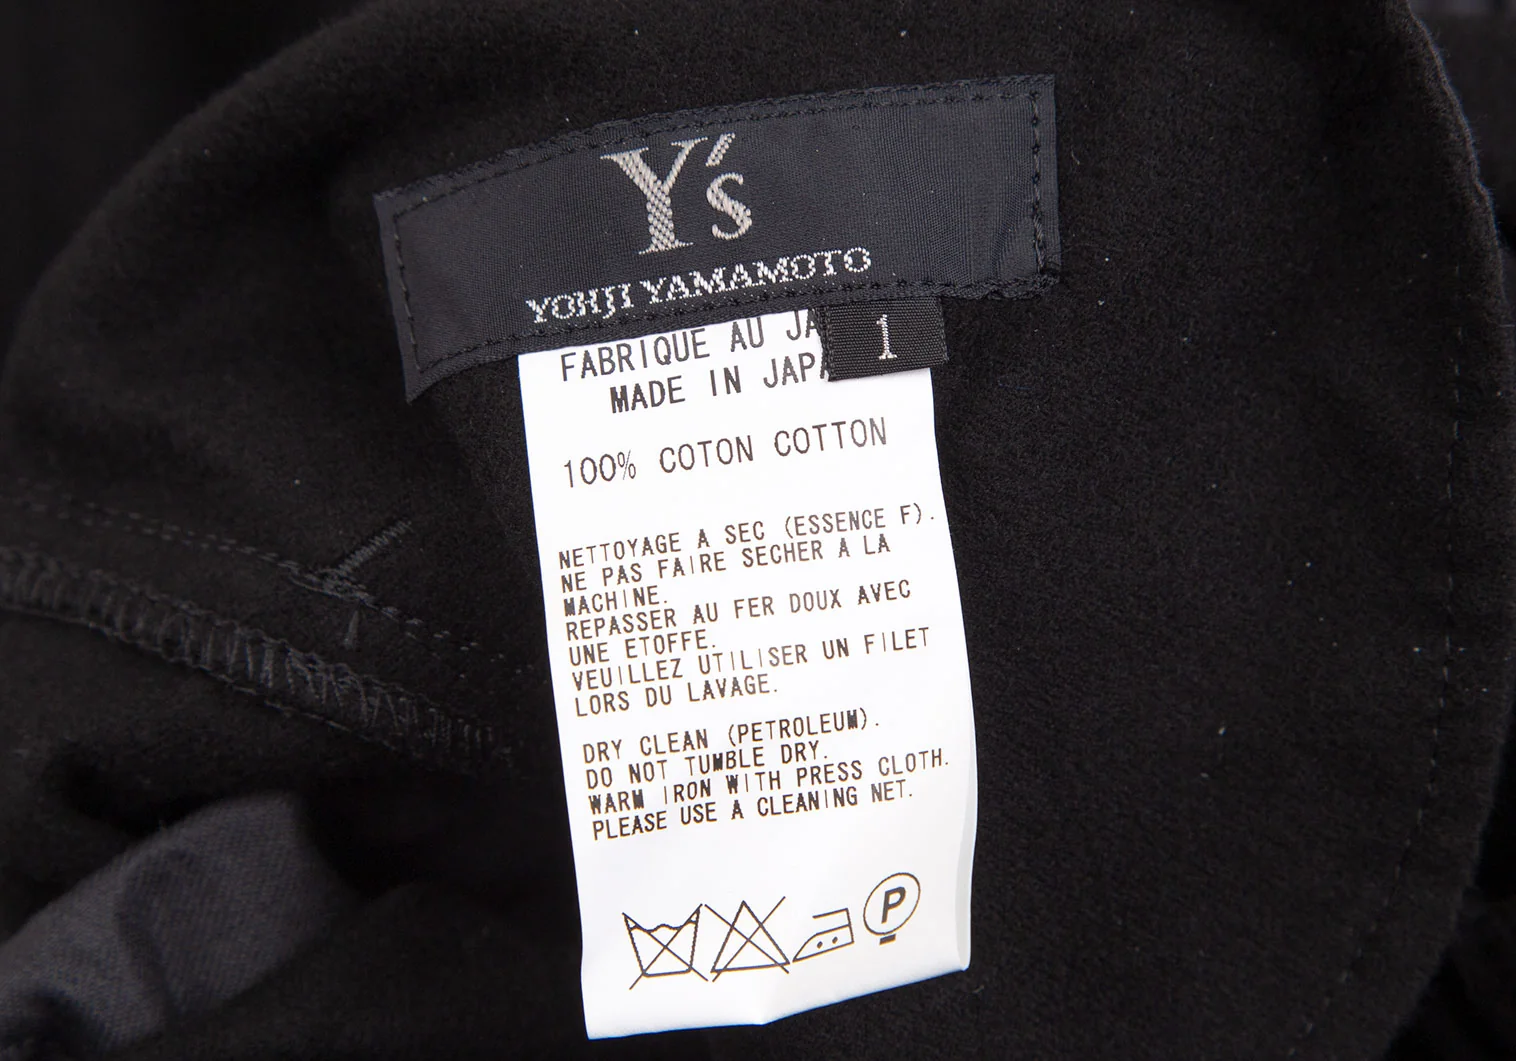 Y's
YOHJI YAMAMOTO
1
FABRIQUE AU JA
MADE IN JAPA
100% COTON COTTON
NETTOYAGE A SEC (ESSENCE F).
NE PAS FAIRE SECHER A LA
MACHINE.
REPASSER AU FER DOUX AVEC
UNE ETOFFE.
VEUILLEZ UTILISER UN FILET
LORS DU LAVAGE.
DRY CLEAN (PETROLEUM).
DO NOT TUMBLE DRY.
WARM IRON WITH PRESS CLOTH.
PLEASE USE A CLEANING NET.
P